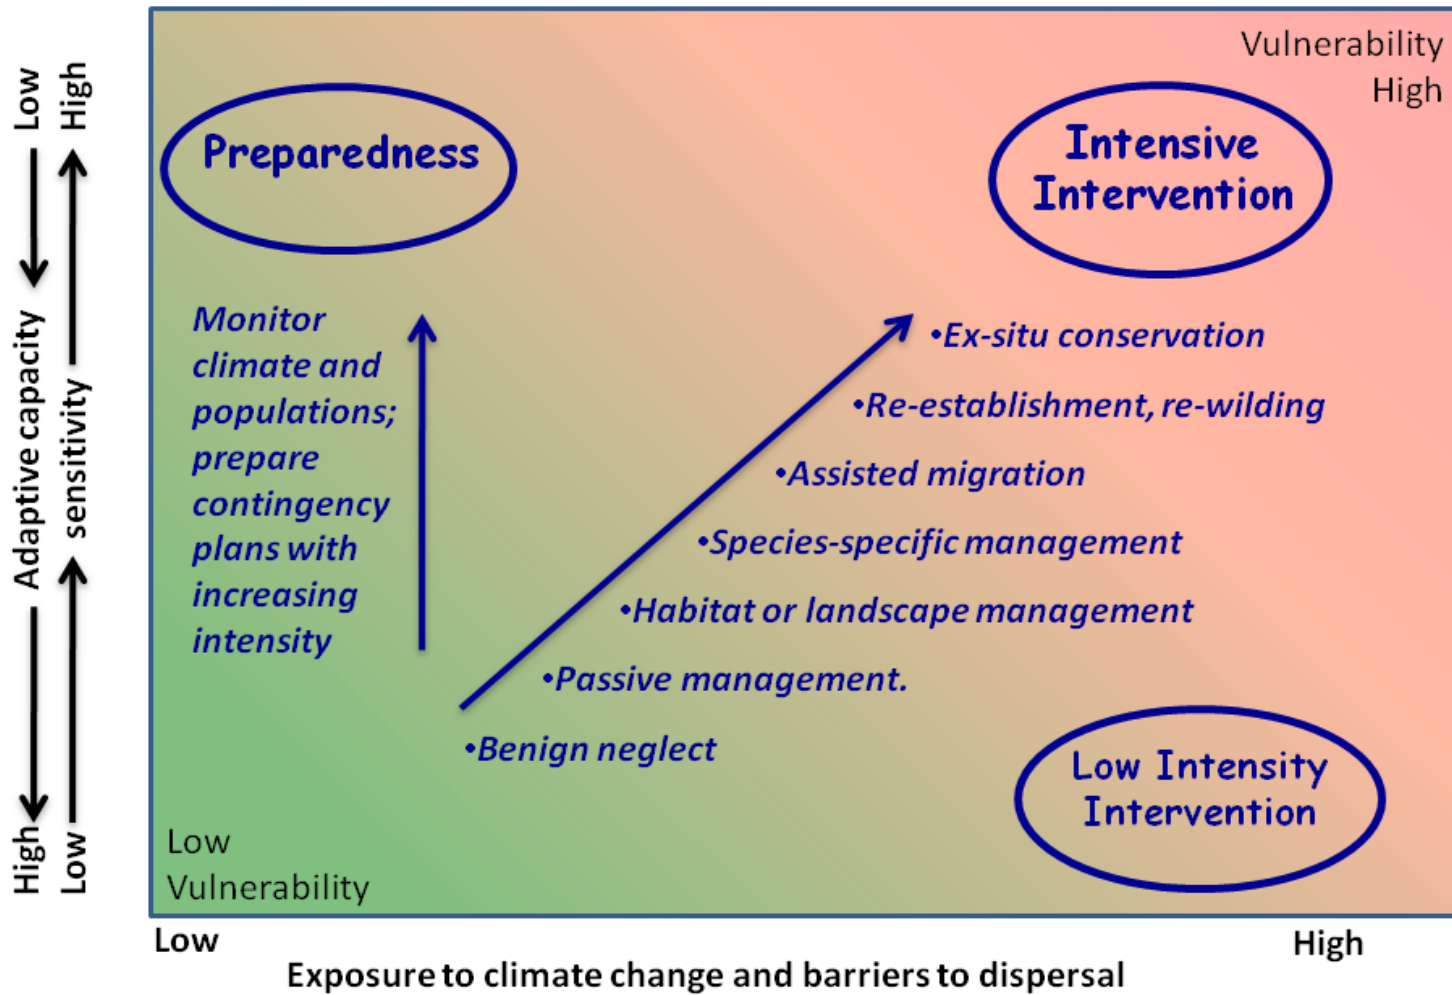 Vulnerability
High
Low
High
Preparedness
Intensive
Intervention
Monitor
climate and
populations;
prepare
contingency
plans with
increasing
intensity
•Ex-situ conservation
•Re-establishment, re-wilding
•Assisted migration
•Species-specific management
•Habitat or landscape management
•Passive management.
•Benign neglect
Adaptive capacity
sensitivity
Low Intensity
Intervention
High
Low
Low
Vulnerability
Low
High
Exposure to climate change and barriers to dispersal